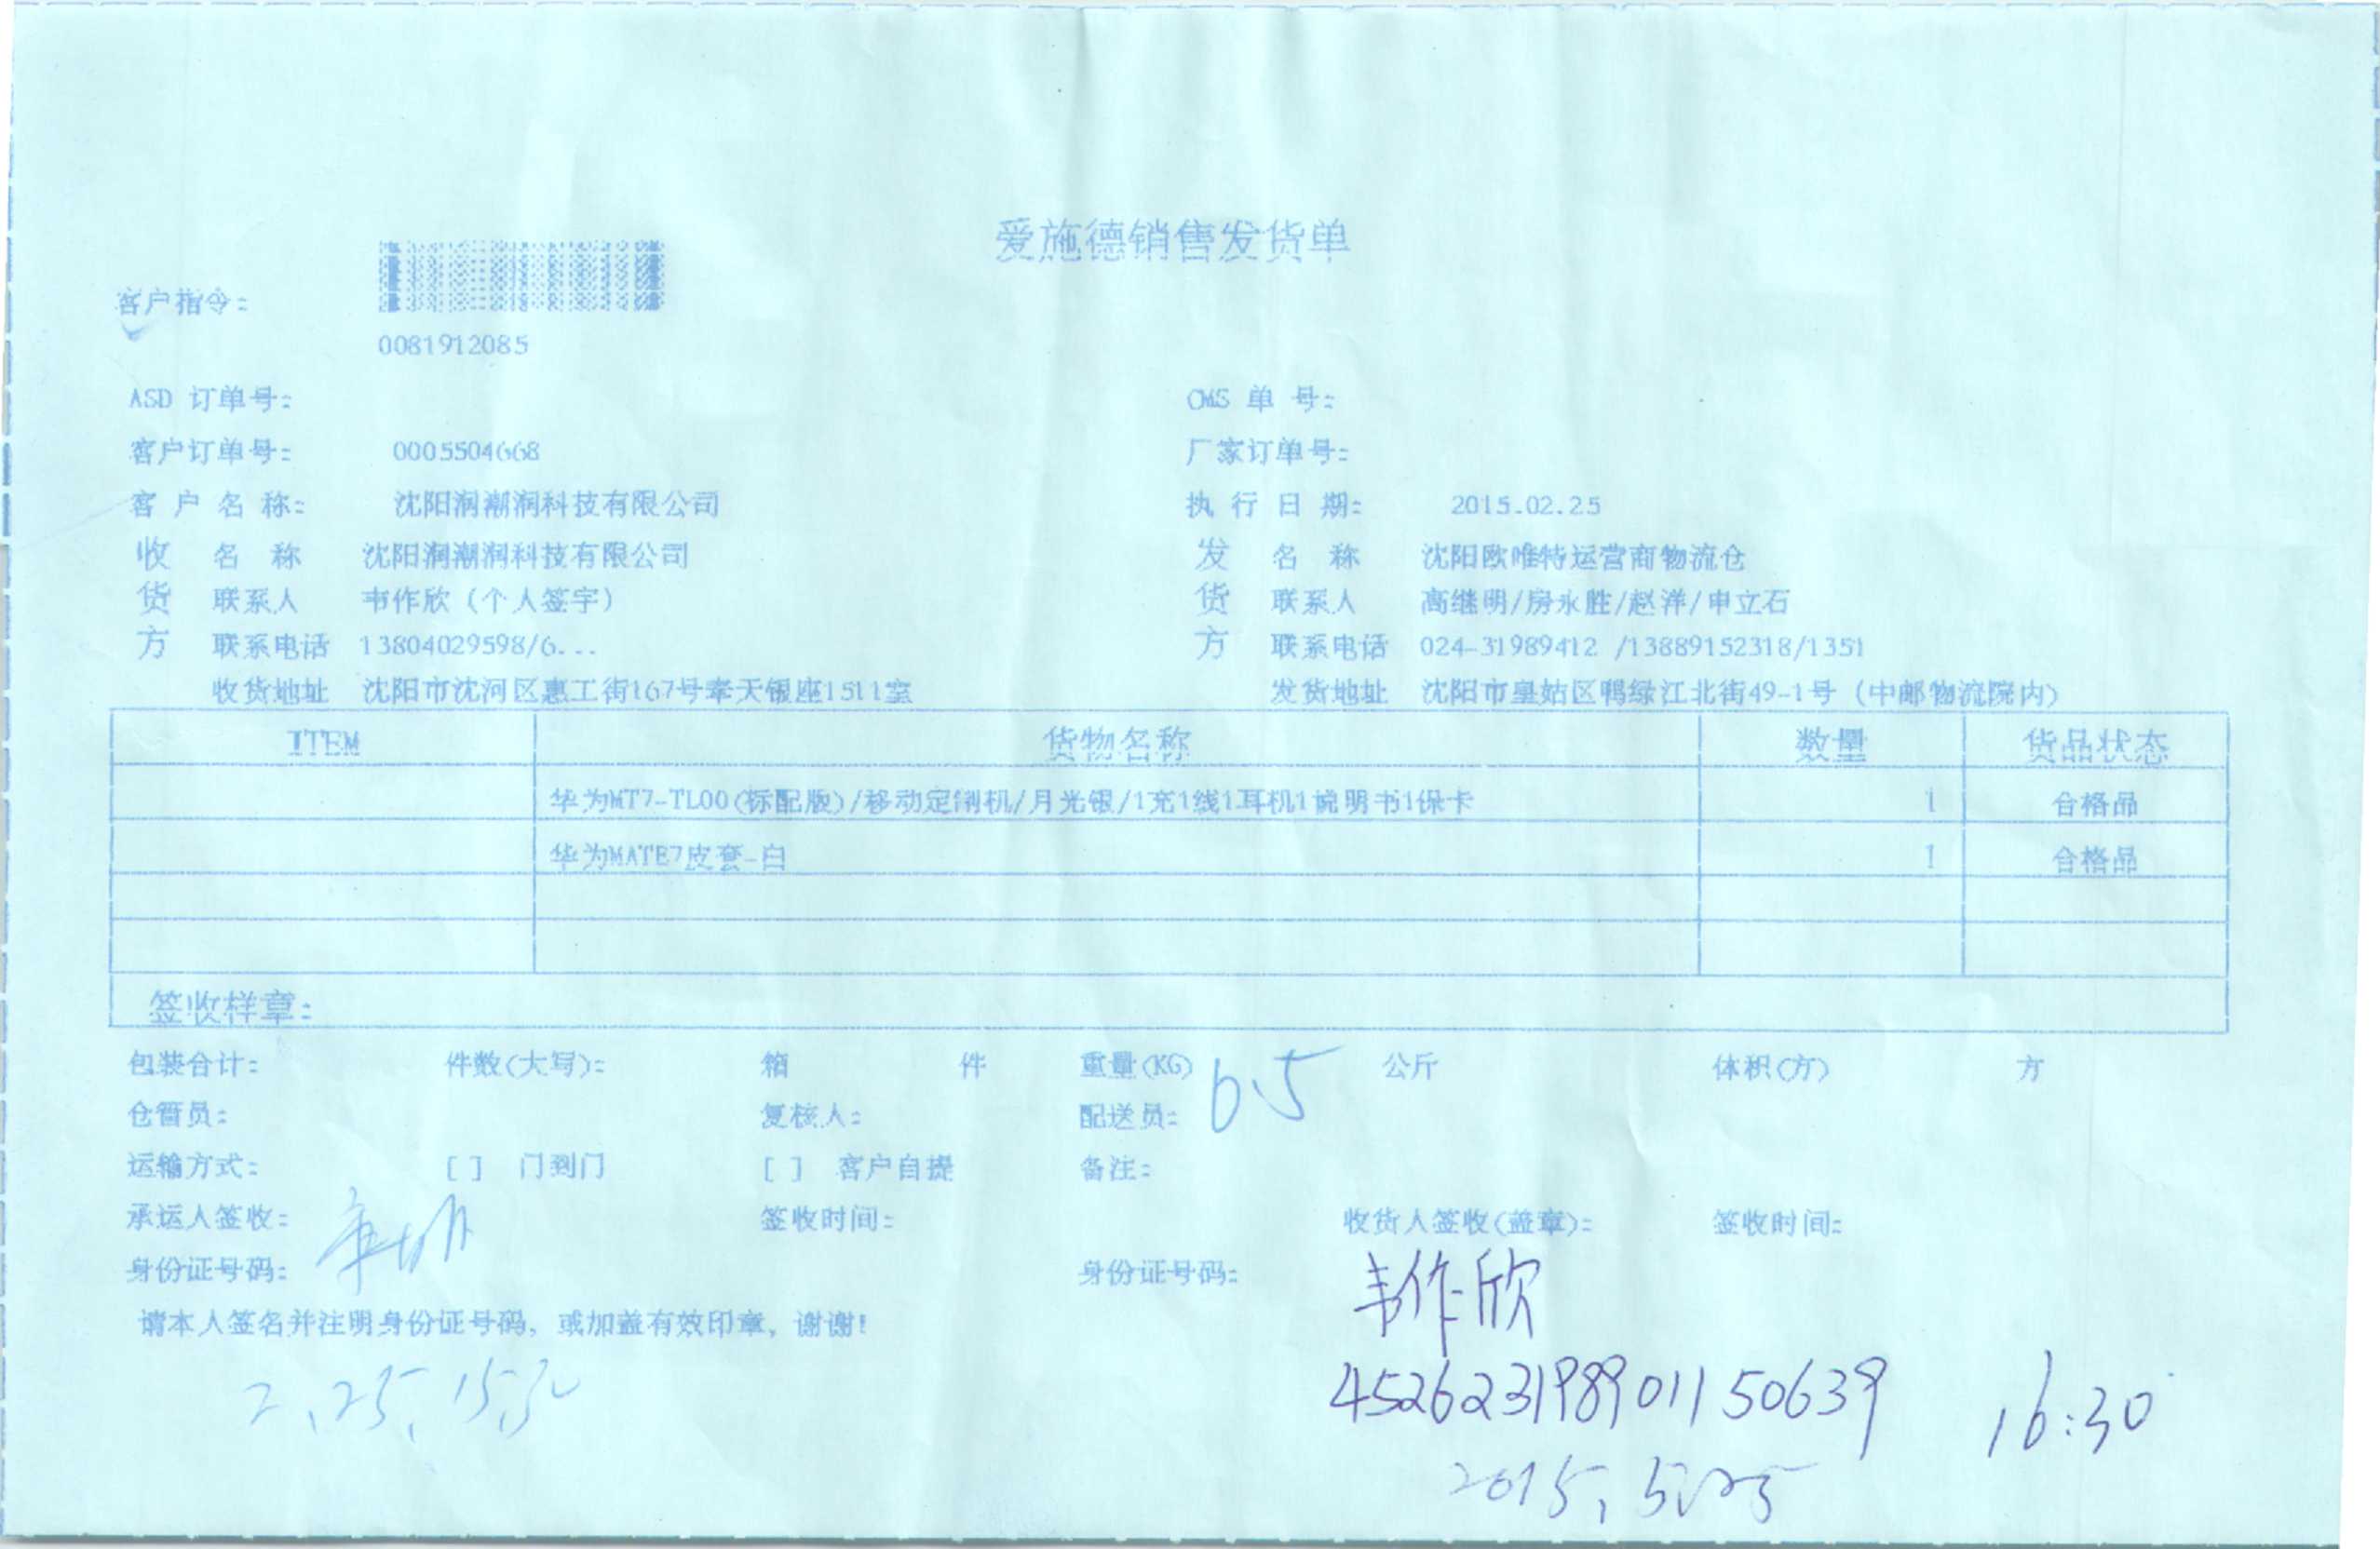 爱施德销售发货单
客户指令:
0081912085
ASD 订单号: CMS 单 号:
客户订单号: 0005504668 厂家订单号:
客 户 名 称: 沈阳润潮润科技有限公司 执 行 日 期: 2015.02.25
收 名 称 沈阳润潮润科技有限公司 发 名 称 沈阳欧唯特运营商物流仓
货 联系人 韦作欣 (个人签字) 货 联系人 高继明/房永胜/赵洋/申立石
方 联系电话 13804029598/6... 方 联系电话 024-31989412 /13889152318/1351
收货地址 沈阳市沈河区惠工街167号奉天银座1511室 发货地址 沈阳市皇姑区鸭绿江北街49-1号 (中邮物流院内)
ITEM 货物名称 数量 货品状态
华为MT7-TL00(标配版)/移动定制机/月光银/1充1线1耳机1说明书1保卡 1 合格品
华为MATE7皮套-白 1 合格品
签收样章:
包装合计: 件数(大写): 箱 件 重量(KG) 公斤 体积(方) 方
仓管员: 复核人: 配送员:
运输方式: [ ] 门到门 [ ] 客户自提 备注:
承运人签收: 签收时间: 收货人签收(盖章): 签收时间:
身份证号码: 身份证号码: 韦作欣
请本人签名并注明身份证号码, 或加盖有效印章, 谢谢!
452623198901150639 16:30